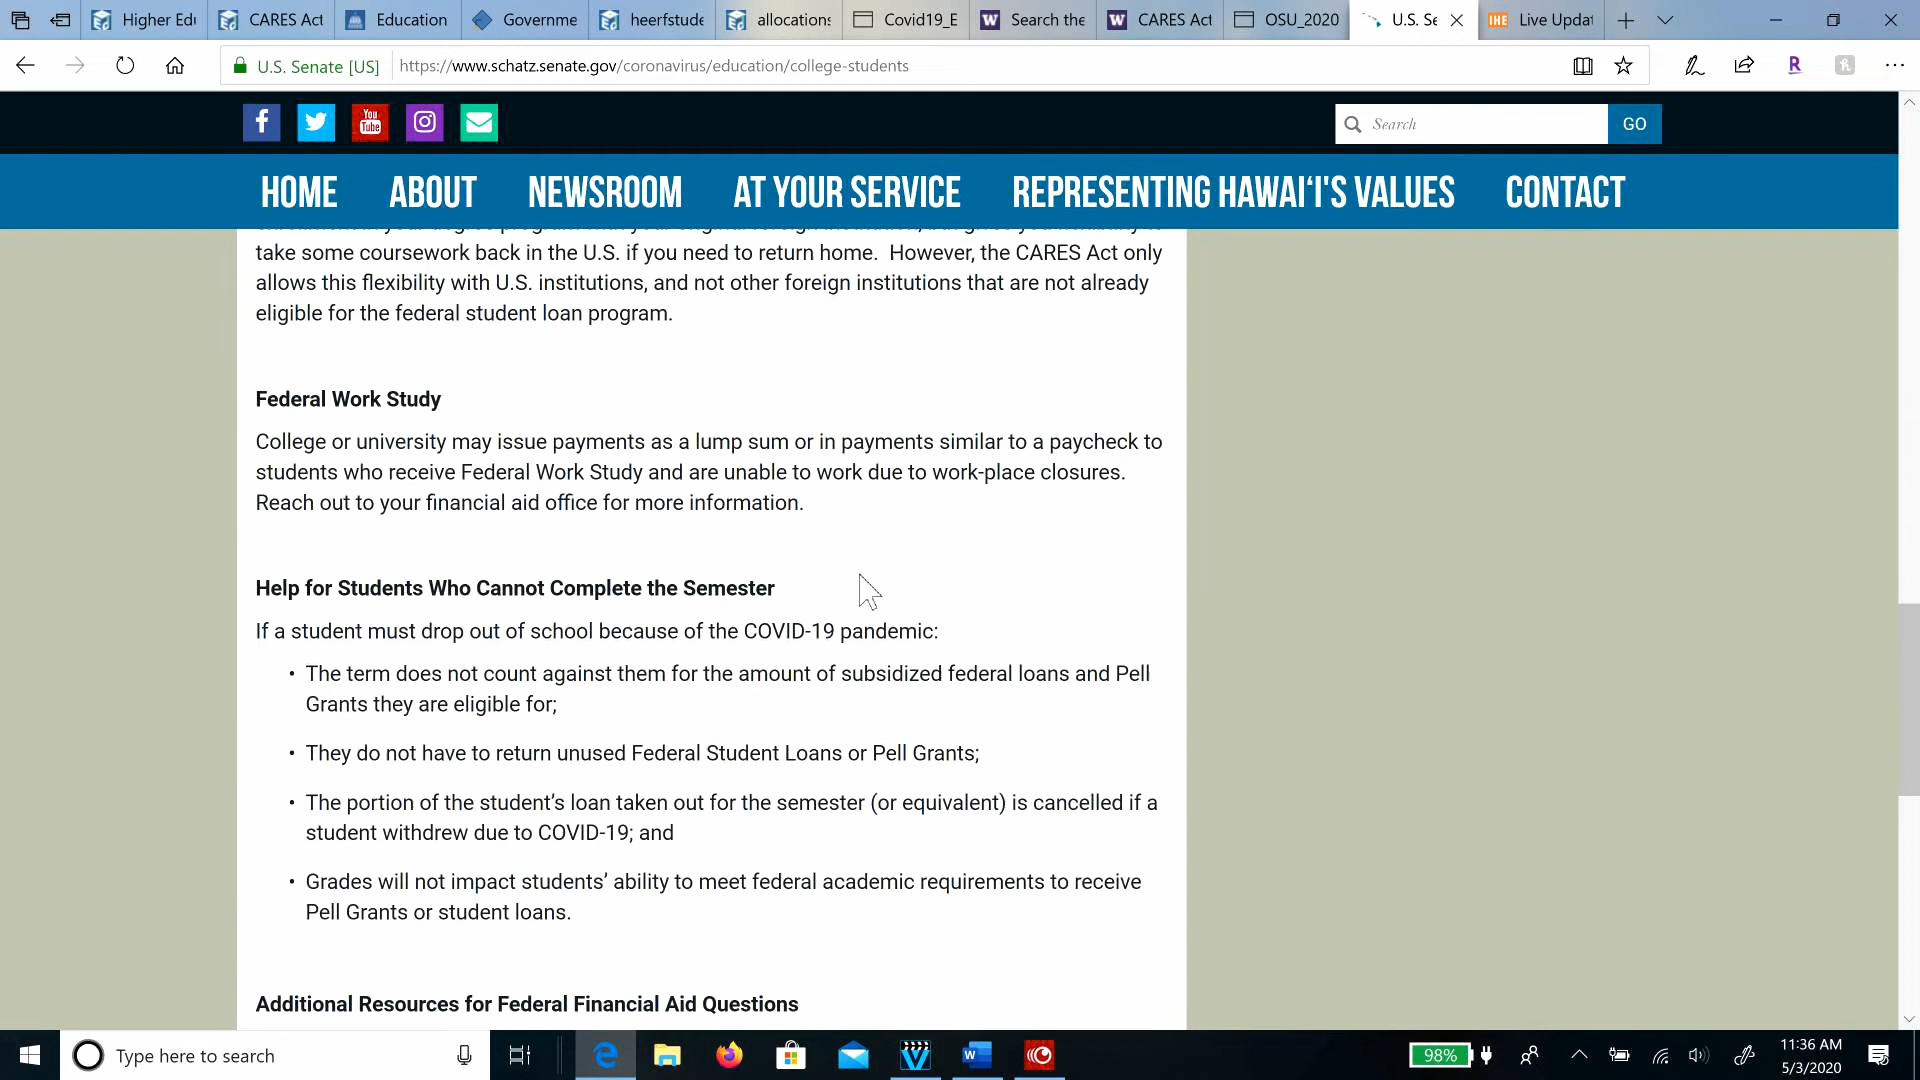 Higher Edu
CARES Act
Education
Governme
heerfstude
allocations
Covid19_E
W Search the
W CARES Act
OSU_2020
U.S. Se
IHE Live Updat
U.S. Senate [US]
https://www.schatz.senate.gov/coronavirus/education/college-students
You
Tube
Search
GO
HOME ABOUT NEWSROOM AT YOUR SERVICE REPRESENTING HAWAIʻI'S VALUES CONTACT
take some coursework back in the U.S. if you need to return home. However, the CARES Act only
allows this flexibility with U.S. institutions, and not other foreign institutions that are not already
eligible for the federal student loan program.
Federal Work Study
College or university may issue payments as a lump sum or in payments similar to a paycheck to
students who receive Federal Work Study and are unable to work due to work-place closures.
Reach out to your financial aid office for more information.
Help for Students Who Cannot Complete the Semester
If a student must drop out of school because of the COVID-19 pandemic:
• The term does not count against them for the amount of subsidized federal loans and Pell
Grants they are eligible for;
• They do not have to return unused Federal Student Loans or Pell Grants;
• The portion of the student’s loan taken out for the semester (or equivalent) is cancelled if a
student withdrew due to COVID-19; and
• Grades will not impact students’ ability to meet federal academic requirements to receive
Pell Grants or student loans.
Additional Resources for Federal Financial Aid Questions
Type here to search
98%
11:36 AM
5/3/2020